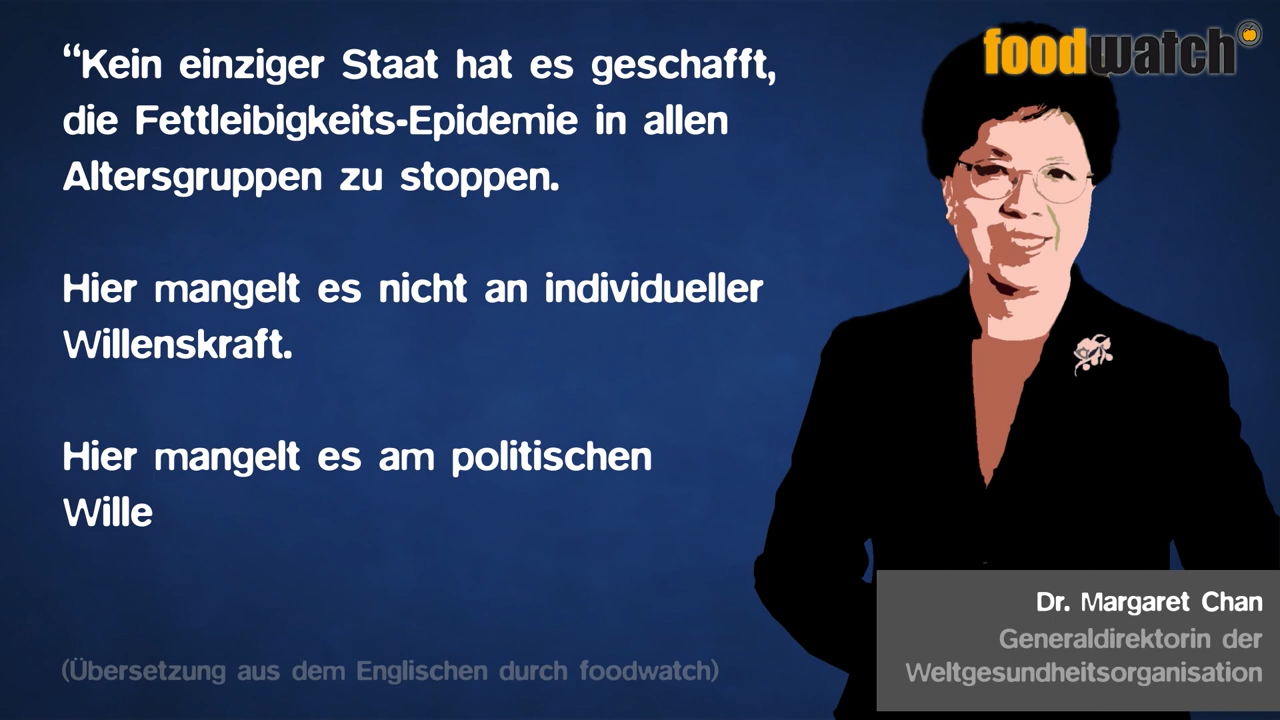 foodwatch
“Kein einziger Staat hat es geschafft,
die Fettleibigkeits-Epidemie in allen
Altersgruppen zu stoppen.
Hier mangelt es nicht an individueller
Willenskraft.
Hier mangelt es am politischen
Wille
(Übersetzung aus dem Englischen durch foodwatch)
Dr. Margaret Chan
Generaldirektorin der
Weltgesundheitsorganisation